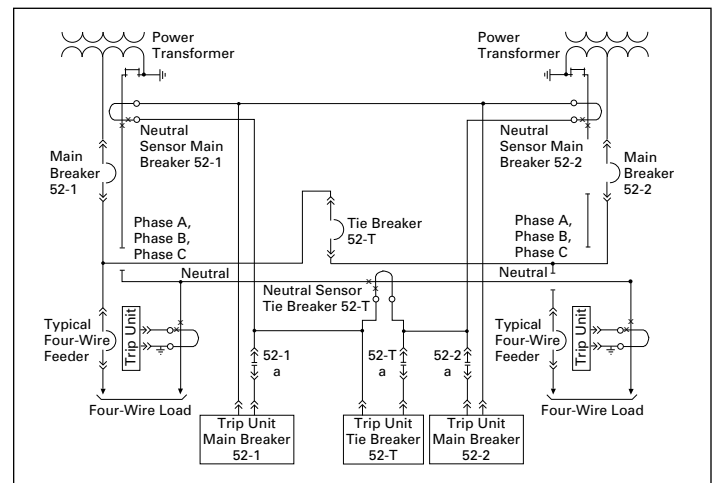 Power
Transformer
Power
Transformer
Neutral
Sensor Main
Breaker 52-1
Neutral
Sensor Main
Breaker 52-2
Main
Breaker
52-1
Main
Breaker
52-2
Phase A,
Phase B,
Phase C
Tie Breaker
52-T
Phase A,
Phase B,
Phase C
Neutral
Neutral
Neutral Sensor
Tie Breaker 52-T
Typical
Four-Wire
Feeder
Trip Unit
Typical
Four-Wire
Feeder
Trip Unit
52-1
a
52-T
a
52-2
a
Four-Wire Load
Four-Wire Load
Trip Unit
Main Breaker
52-1
Trip Unit
Tie Breaker
52-T
Trip Unit
Main Breaker
52-2